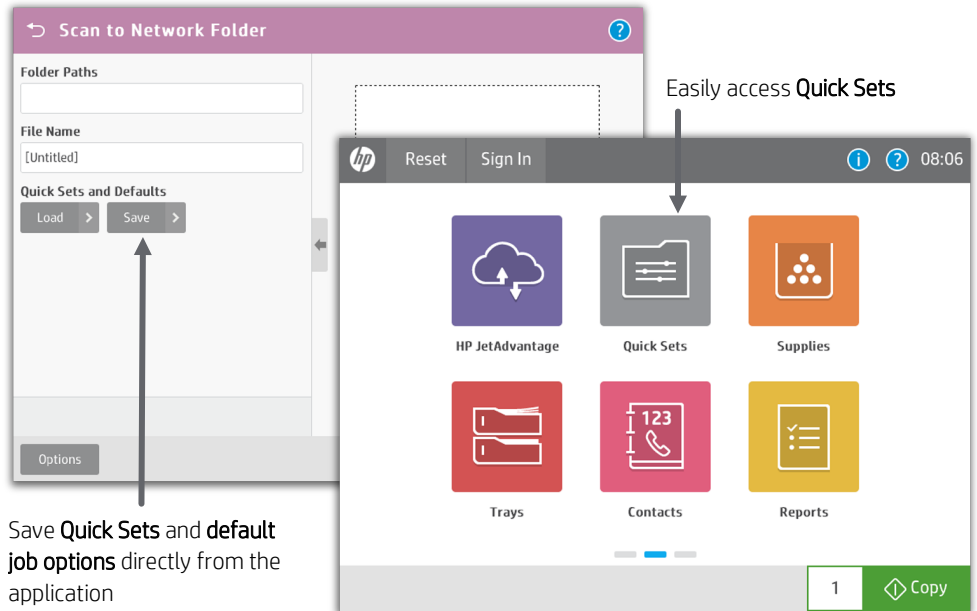 Scan to Network Folder
?
Folder Paths
File Name
[Untitled]
Quick Sets and Defaults
Load >
Save >
Options
Save Quick Sets and default
job options directly from the
application
Easily access Quick Sets
hp
Reset
Sign In
i
?
08:06
HP JetAdvantage
Quick Sets
Supplies
123
Trays
Contacts
Reports
1
Copy